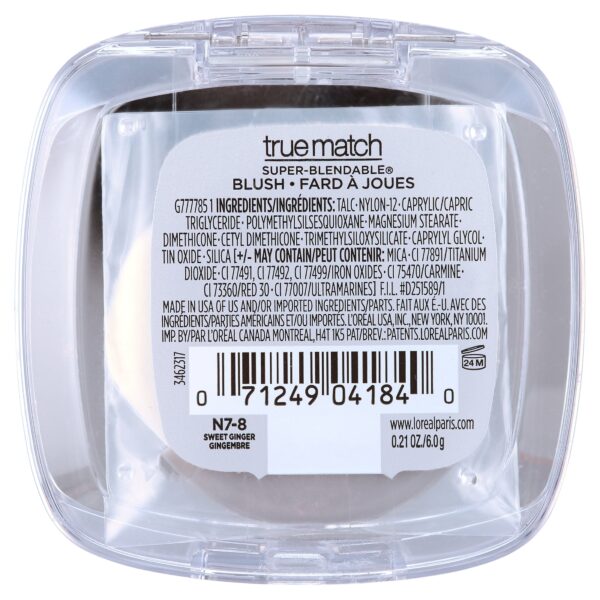 true match
SUPER-BLENDABLE®
BLUSH • FARD À JOUES
G777785 1 INGREDIENTS/INGRÉDIENTS: TALC • NYLON-12 • CAPRYLIC/CAPRIC
TRIGLYCERIDE • POLYMETHYLSILSESQUIOXANE • MAGNESIUM STEARATE •
DIMETHICONE • CETYL DIMETHICONE • TRIMETHYLSILOXYSILICATE • CAPRYLYL GLYCOL •
TIN OXIDE • SILICA [+/- MAY CONTAIN/PEUT CONTENIR: MICA • CI 77891/TITANIUM
DIOXIDE • CI 77491, CI 77492, CI 77499/IRON OXIDES • CI 75470/CARMINE •
CI 73360/RED 30 • CI 77007/ULTRAMARINES] F.I.L. #D251589/1
MADE IN USA OF US AND/OR IMPORTED INGREDIENTS/PARTS. FAIT AUX É.-U. AVEC DES
INGRÉDIENTS/PARTIES AMÉRICAINS ET/OU IMPORTÉS. L'ORÉAL USA, INC., NEW YORK, NY 10001.
IMP. BY/PAR L'ORÉAL CANADA MONTREAL, H4T 1K5 PAT/BREV.: PATENTS.LOREALPARIS.COM
3462317
0 71249 04184 0
24 M
N7-8
SWEET GINGER
GINGEMBRE
www.lorealparis.com
0.21 OZ./6.0 g